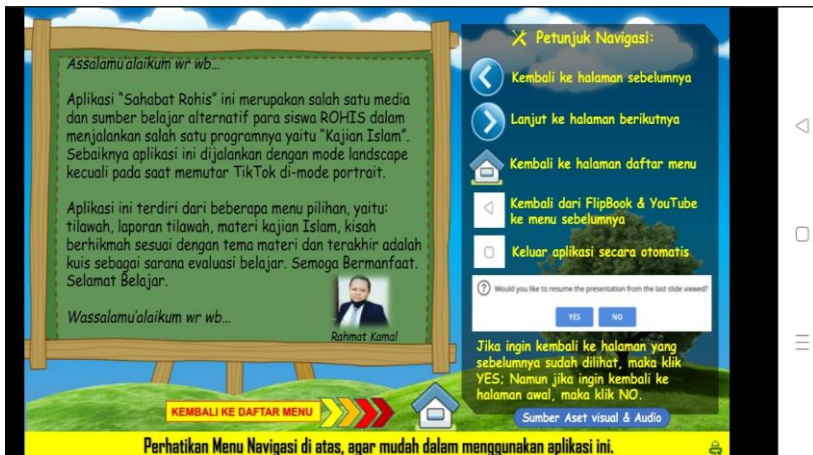 Assalamu'alaikum wr wb...
Aplikasi "Sahabat Rohis" ini merupakan salah satu media
dan sumber belajar alternatif para siswa ROHIS dalam
menjalankan salah satu programnya yaitu "Kajian Islam".
Sebaiknya aplikasi ini dijalankan dengan mode landscape
kecuali pada saat memutar TikTok di-mode portrait.
Aplikasi ini terdiri dari beberapa menu pilihan, yaitu:
tilawah, laporan tilawah, materi kajian Islam, kisah
berhikmah sesuai dengan tema materi dan terakhir adalah
kuis sebagai sarana evaluasi belajar. Semoga Bermanfaat.
Selamat Belajar.
Wassalamu'alaikum wr wb...
Rahmat Kamal
Petunjuk Navigasi:
Kembali ke halaman sebelumnya
Lanjut ke halaman berikutnya
Kembali ke halaman daftar menu
Kembali dari FlipBook & YouTube
ke menu sebelumnya
Keluar aplikasi secara otomatis
Would you like to resume the presentation from the last slide viewed?
YES NO
Jika ingin kembali ke halaman yang
sebelumnya sudah dilihat, maka klik
YES; Namun jika ingin kembali ke
halaman awal, maka klik NO.
KEMBALI KE DAFTAR MENU
Sumber Aset visual & Audio
Perhatikan Menu Navigasi di atas, agar mudah dalam menggunakan aplikasi ini.